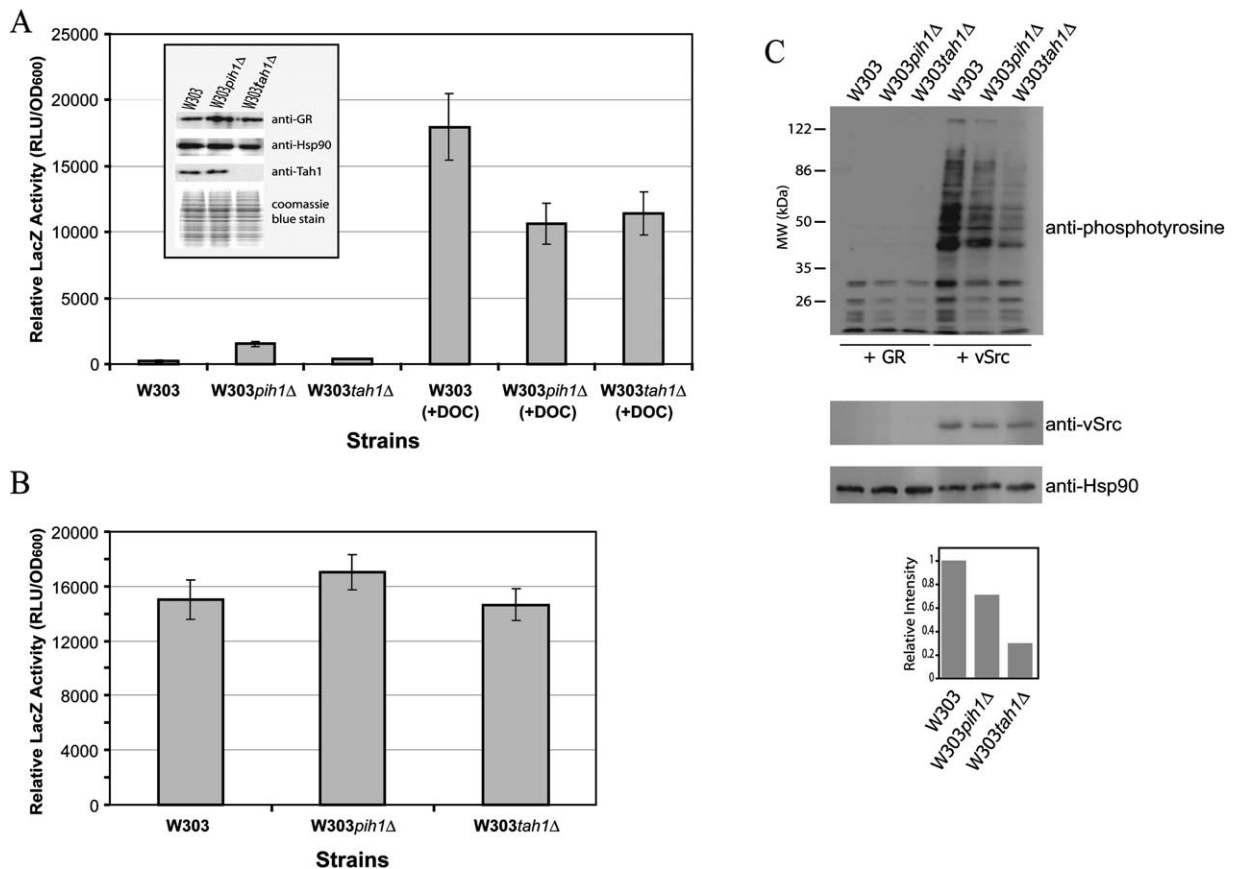 A
Relative LacZ Activity (RLU/OD600)
25000
20000
15000
10000
5000
0
W303
W303pih1Δ
W303tah1Δ
anti-GR
anti-Hsp90
anti-Tah1
coomassie
blue stain
W303
W303pih1Δ
W303tah1Δ
W303
(+DOC)
W303pih1Δ
(+DOC)
W303tah1Δ
(+DOC)
Strains
B
Relative LacZ Activity (RLU/OD600)
20000
16000
12000
8000
4000
0
W303
W303pih1Δ
W303tah1Δ
Strains
C
W303
W303pih1Δ
W303tah1Δ
W303
W303pih1Δ
W303tah1Δ
MW (kDa)
122
86
50
35
26
anti-phosphotyrosine
+ GR
+ vSrc
anti-vSrc
anti-Hsp90
Relative Intensity
1
0.8
0.6
0.4
0.2
0
W303
W303pih1Δ
W303tah1Δ